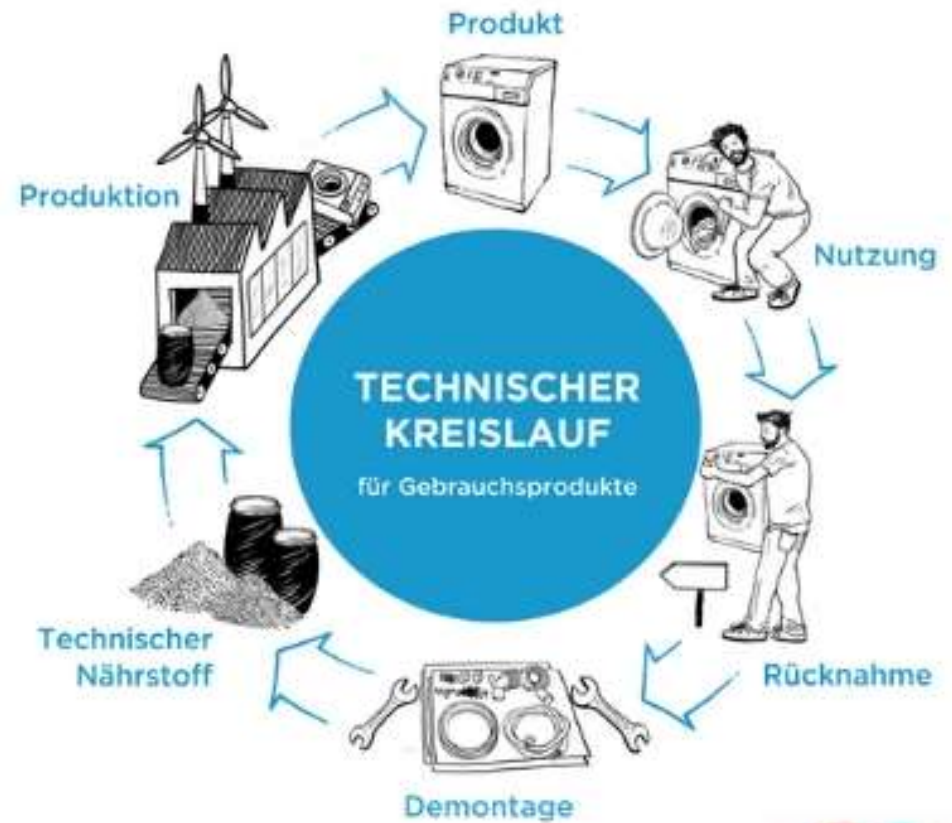 Produkt
Produktion
Nutzung
TECHNISCHER
KREISLAUF
für Gebrauchsprodukte
Technischer
Nährstoff
Rücknahme
Demontage